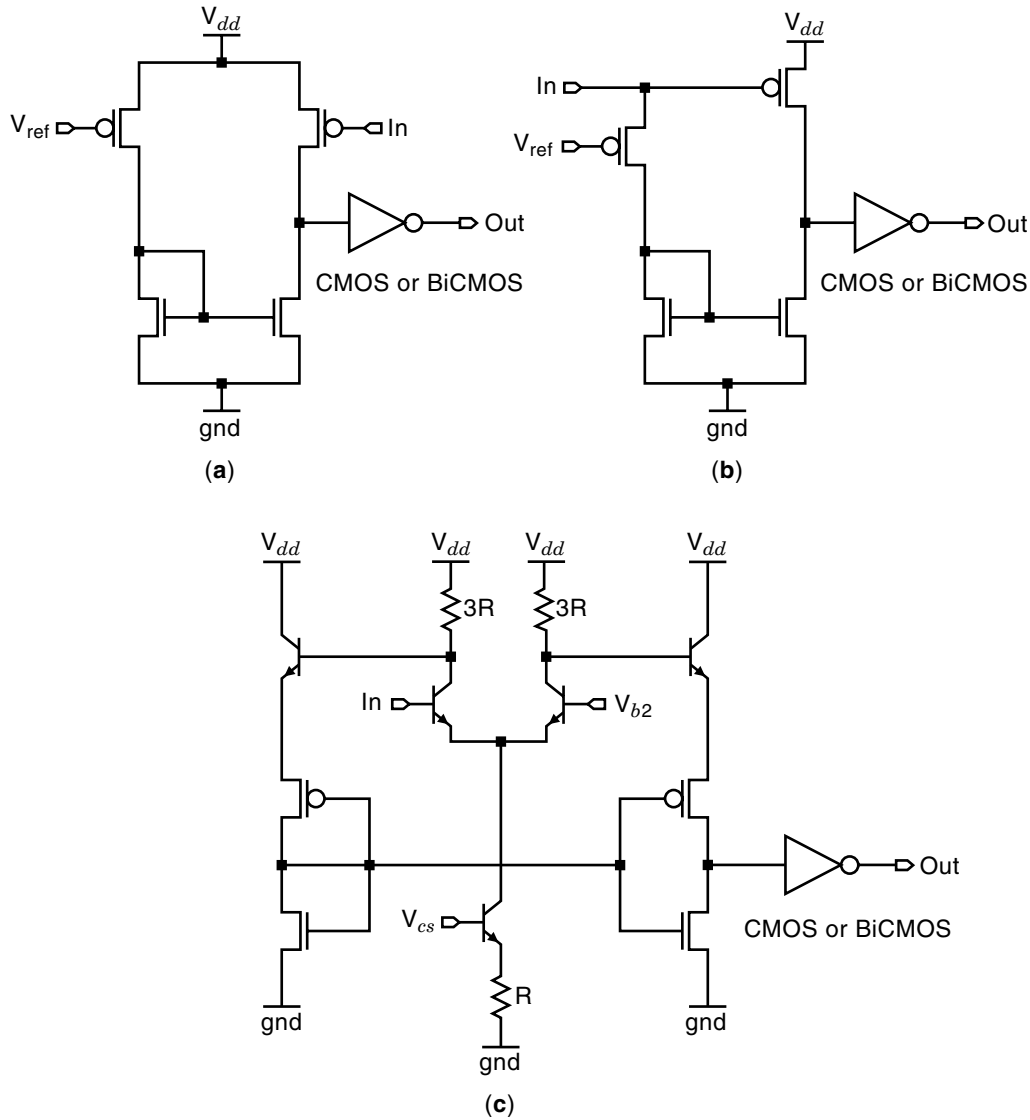 V_dd
V_ref
In
Out
CMOS or BiCMOS
gnd
(a)
V_dd
In
V_ref
Out
CMOS or BiCMOS
gnd
(b)
V_dd
V_dd
V_dd
V_dd
3R
3R
In
V_b2
Out
V_cs
CMOS or BiCMOS
R
gnd
gnd
gnd
(c)